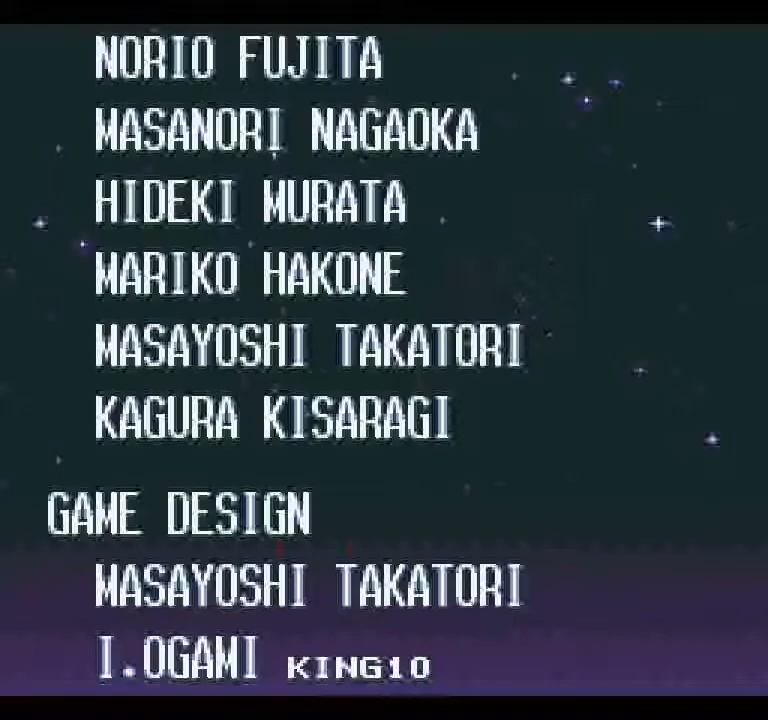 NORIO FUJITA
MASANORI NAGAOKA
HIDEKI MURATA
MARIKO HAKONE
MASAYOSHI TAKATORI
KAGURA KISARAGI
GAME DESIGN
MASAYOSHI TAKATORI
I.OGAMI KING10